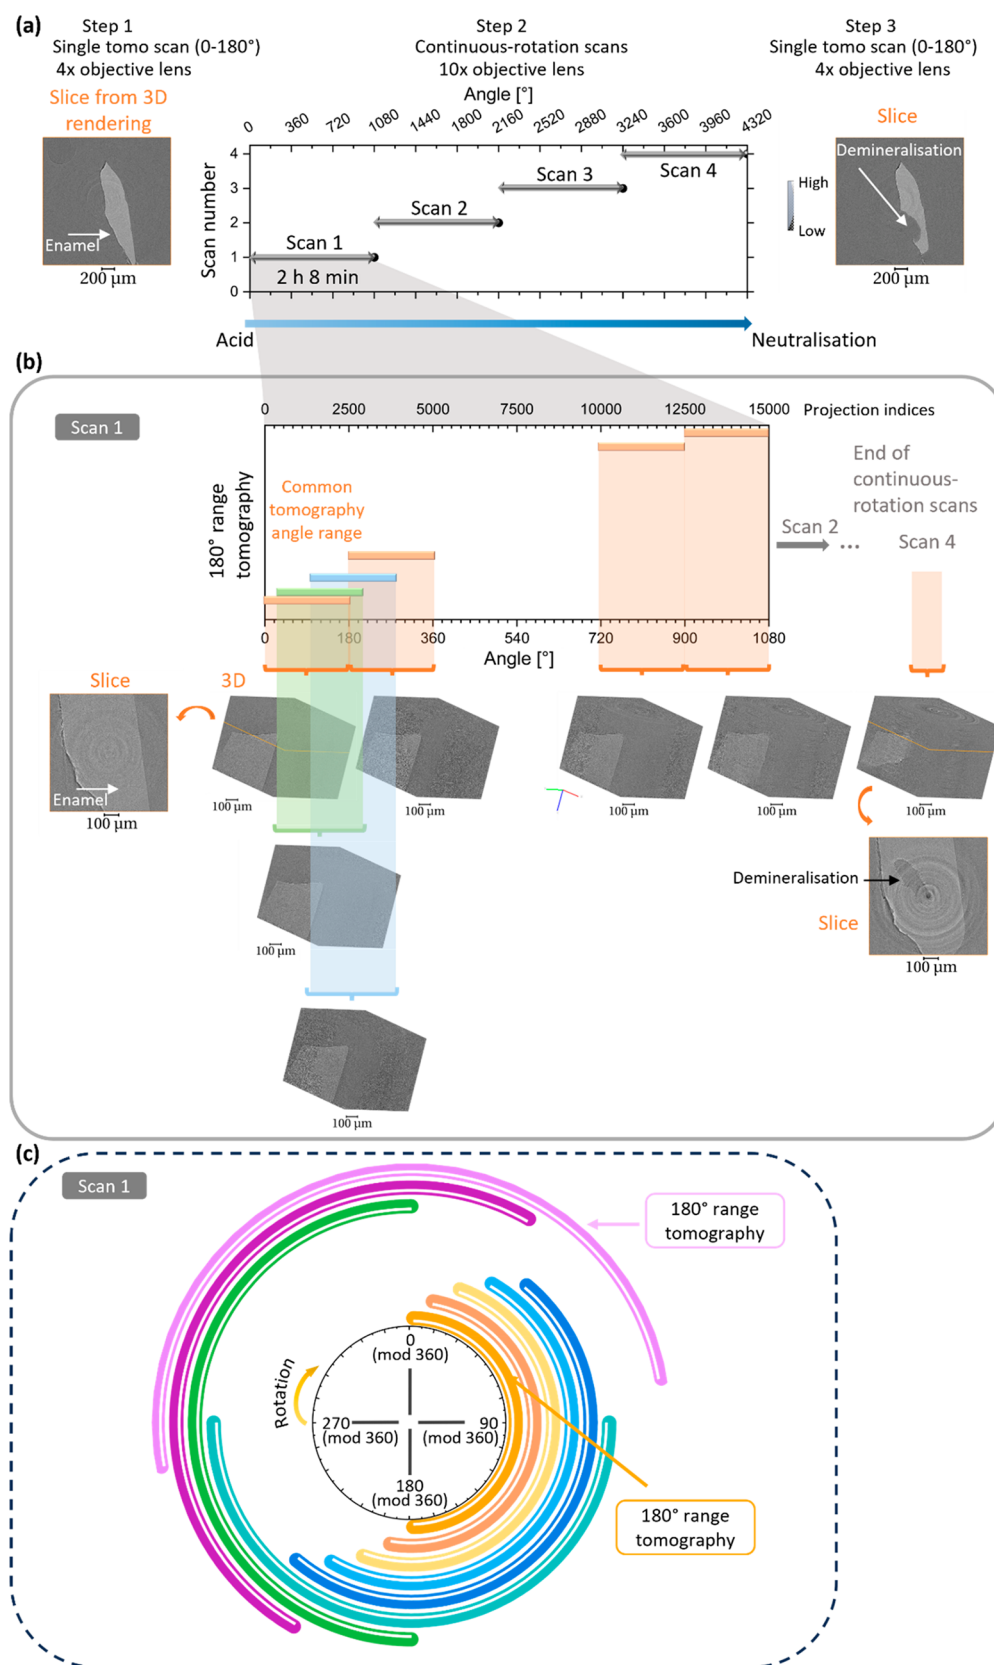 (a)
Step 1
Single tomo scan (0-180°)
4x objective lens
Slice from 3D
rendering
Enamel
200 µm
Step 2
Continuous-rotation scans
10x objective lens
Angle [°]
0 360 720 1080 1440 1800 2160 2520 2880 3240 3600 3960 4320
Scan number
4
3
2
1
0
Scan 4
Scan 3
Scan 2
Scan 1
2 h 8 min
Acid
Neutralisation
Step 3
Single tomo scan (0-180°)
4x objective lens
Slice
Demineralisation
High
Low
200 µm
(b)
Scan 1
0 2500 5000 7500 10000 12500 15000
Projection indices
180° range
tomography
Common
tomography
angle range
0 180 360 540 720 900 1080
Angle [°]
End of
continuous-
rotation scans
Scan 2
...
Scan 4
Slice
3D
Enamel
100 µm
100 µm
100 µm
100 µm
100 µm
100 µm
100 µm
Demineralisation
Slice
100 µm
100 µm
(c)
Scan 1
180° range
tomography
Rotation
0
(mod 360)
270
(mod 360)
90
(mod 360)
180
(mod 360)
180° range
tomography